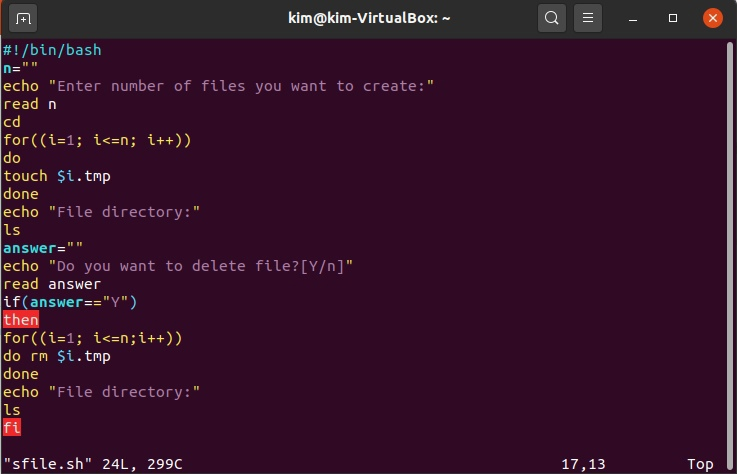 kim@kim-VirtualBox: ~
#!/bin/bash
n=""
echo "Enter number of files you want to create:"
read n
cd
for((i=1; i<=n; i++))
do
touch $i.tmp
done
echo "File directory:"
ls
answer=""
echo "Do you want to delete file?[Y/n]"
read answer
if(answer=="Y")
then
for((i=1; i<=n;i++))
do rm $i.tmp
done
echo "File directory:"
ls
fi
"sfile.sh" 24L, 299C 17,13 Top